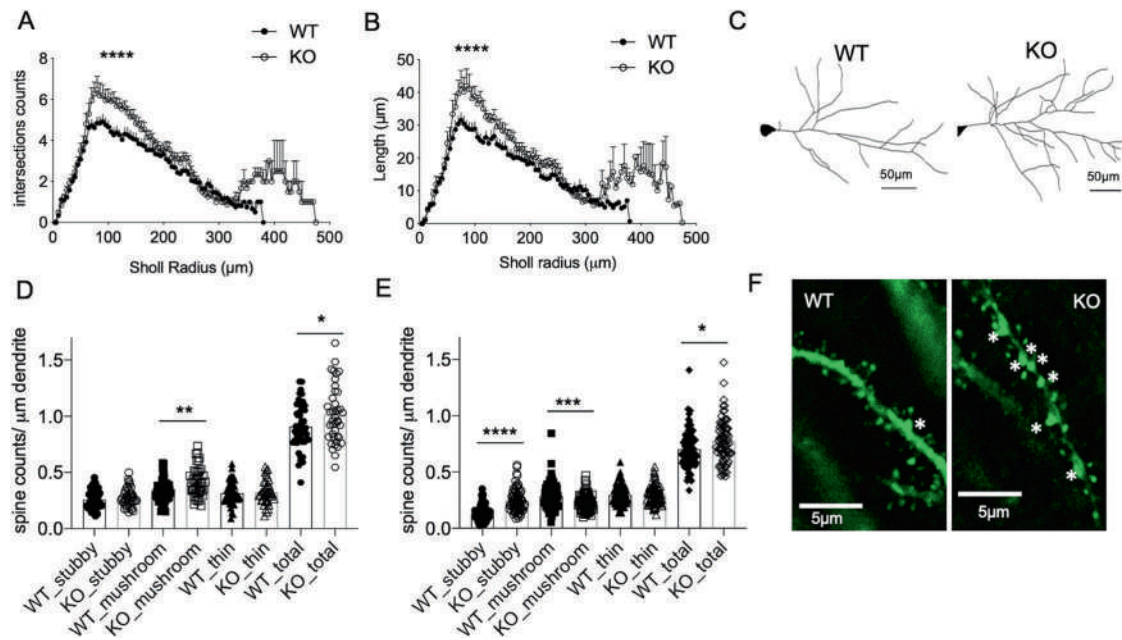 A
****
WT
KO
intersections counts
8
6
4
2
0
0
100
200
300
400
500
Sholl Radius (µm)
B
****
WT
KO
Length (µm)
50
40
30
20
10
0
0
100
200
300
400
500
Sholl radius (µm)
C
WT
KO
50µm
50µm
D
spine counts/ µm dendrite
1.5
1.0
0.5
0.0
**
*
WT_stubby
KO_stubby
WT_mushroom
KO_mushroom
WT_thin
KO_thin
WT_total
KO_total
E
spine counts/ µm dendrite
1.5
1.0
0.5
0.0
****
***
*
WT_stubby
KO_stubby
WT_mushroom
KO_mushroom
WT_thin
KO_thin
WT_total
KO_total
F
WT
*
5µm
KO
* * * * * * * *
5µm